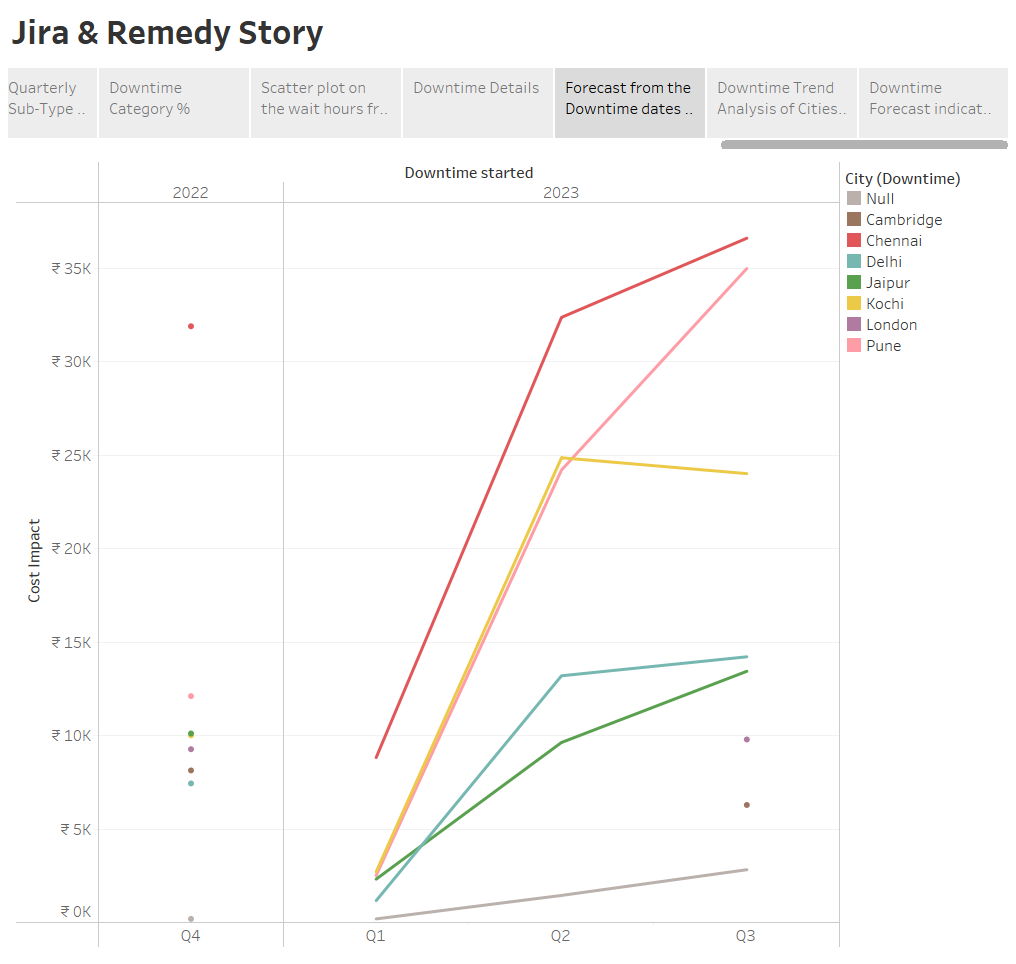 Jira & Remedy Story
Quarterly
Sub-Type ..
Downtime
Category %
Scatter plot on
the wait hours fr..
Downtime Details
Forecast from the
Downtime dates ..
Downtime Trend
Analysis of Cities..
Downtime
Forecast indicat..
Downtime started
2022
2023
₹ 35K
₹ 30K
₹ 25K
₹ 20K
₹ 15K
₹ 10K
₹ 5K
₹ 0K
Cost Impact
Q4
Q1
Q2
Q3
City (Downtime)
Null
Cambridge
Chennai
Delhi
Jaipur
Kochi
London
Pune